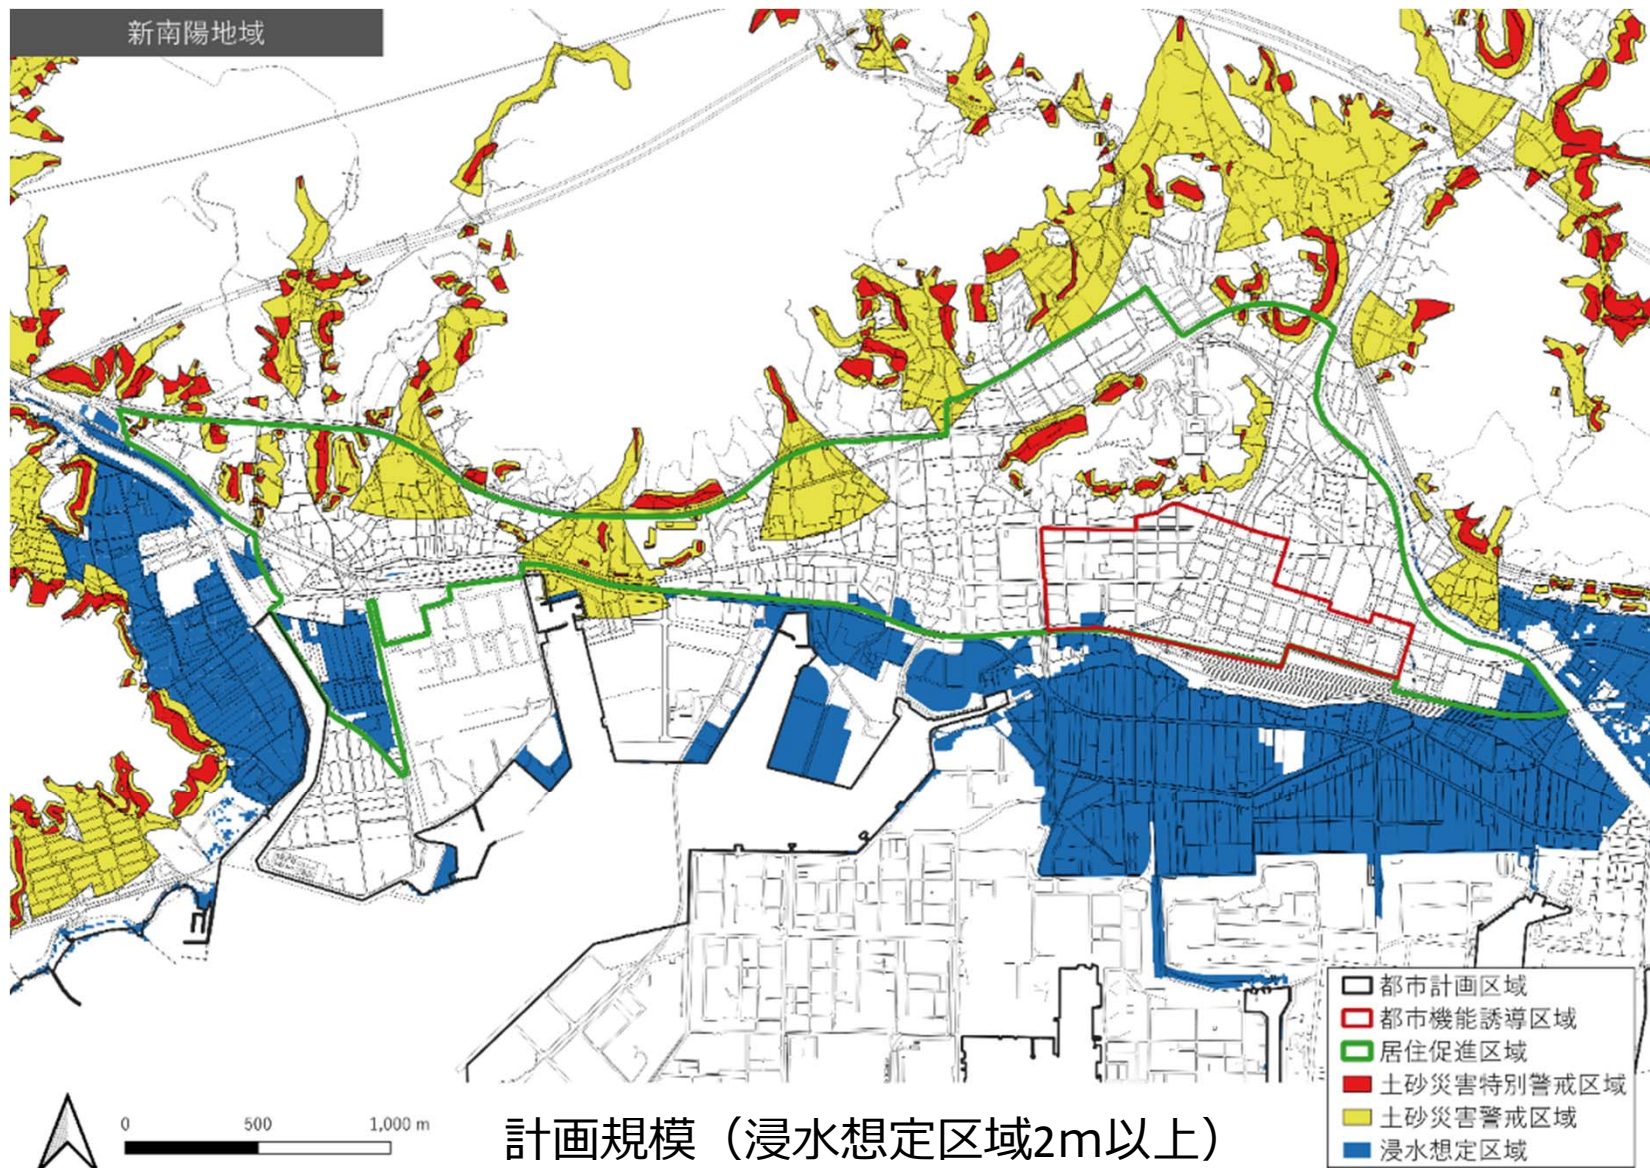 新南陽地域
都市計画区域
都市機能誘導区域
居住促進区域
土砂災害特別警戒区域
土砂災害警戒区域
浸水想定区域
0 500 1,000 m
計画規模（浸水想定区域2m以上）